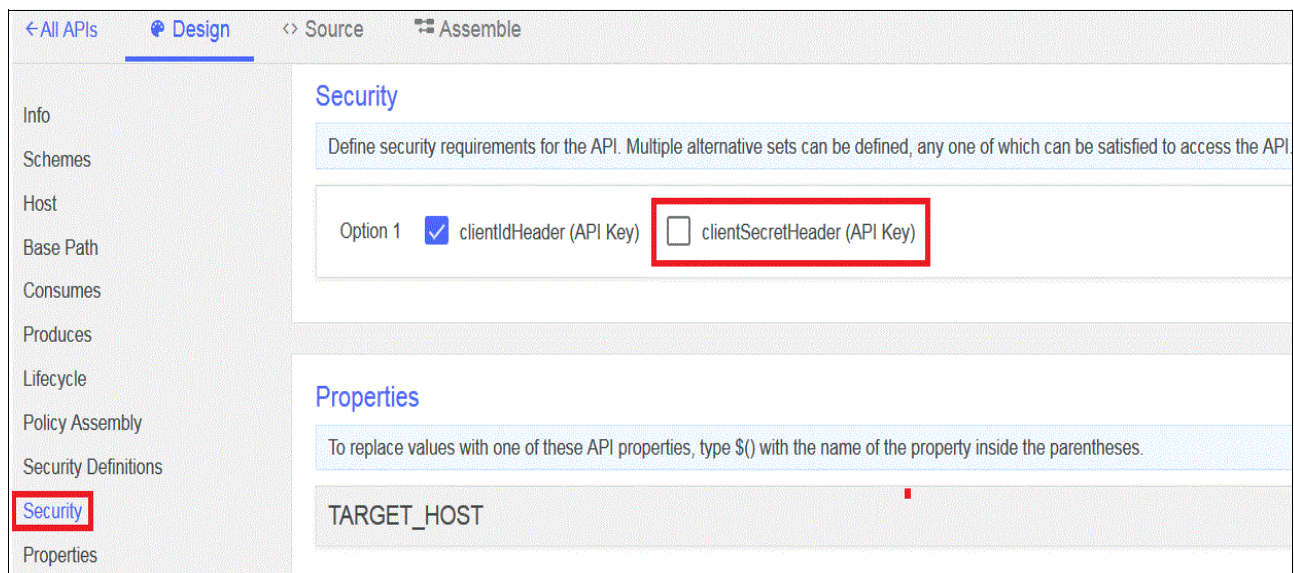 All APIs Design Source Assemble
Info
Schemes
Host
Base Path
Consumes
Produces
Lifecycle
Policy Assembly
Security Definitions
Security
Properties
Security
Define security requirements for the API. Multiple alternative sets can be defined, any one of which can be satisfied to access the API.
Option 1 clientIdHeader (API Key) clientSecretHeader (API Key)
Properties
To replace values with one of these API properties, type $() with the name of the property inside the parentheses.
TARGET_HOST